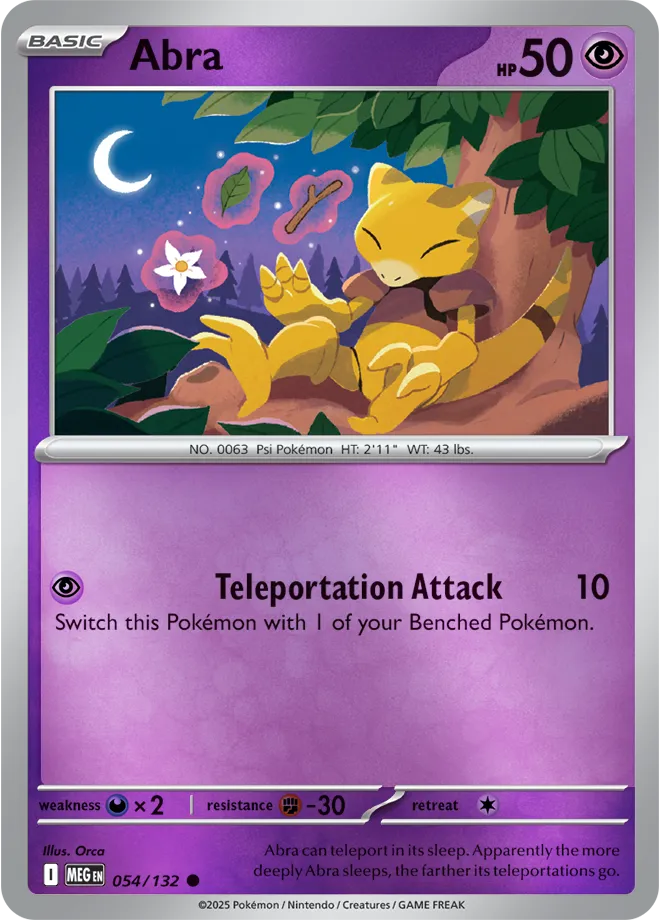 BASIC
Abra
HP 50
NO. 0063 Psi Pokémon HT: 2'11" WT: 43 lbs.
Teleportation Attack 10
Switch this Pokémon with 1 of your Benched Pokémon.
weakness ×2 resistance -30 retreat
Illus. Orca
I MEG EN 054/132
Abra can teleport in its sleep. Apparently the more
deeply Abra sleeps, the farther its teleportations go.
©2025 Pokémon / Nintendo / Creatures / GAME FREAK